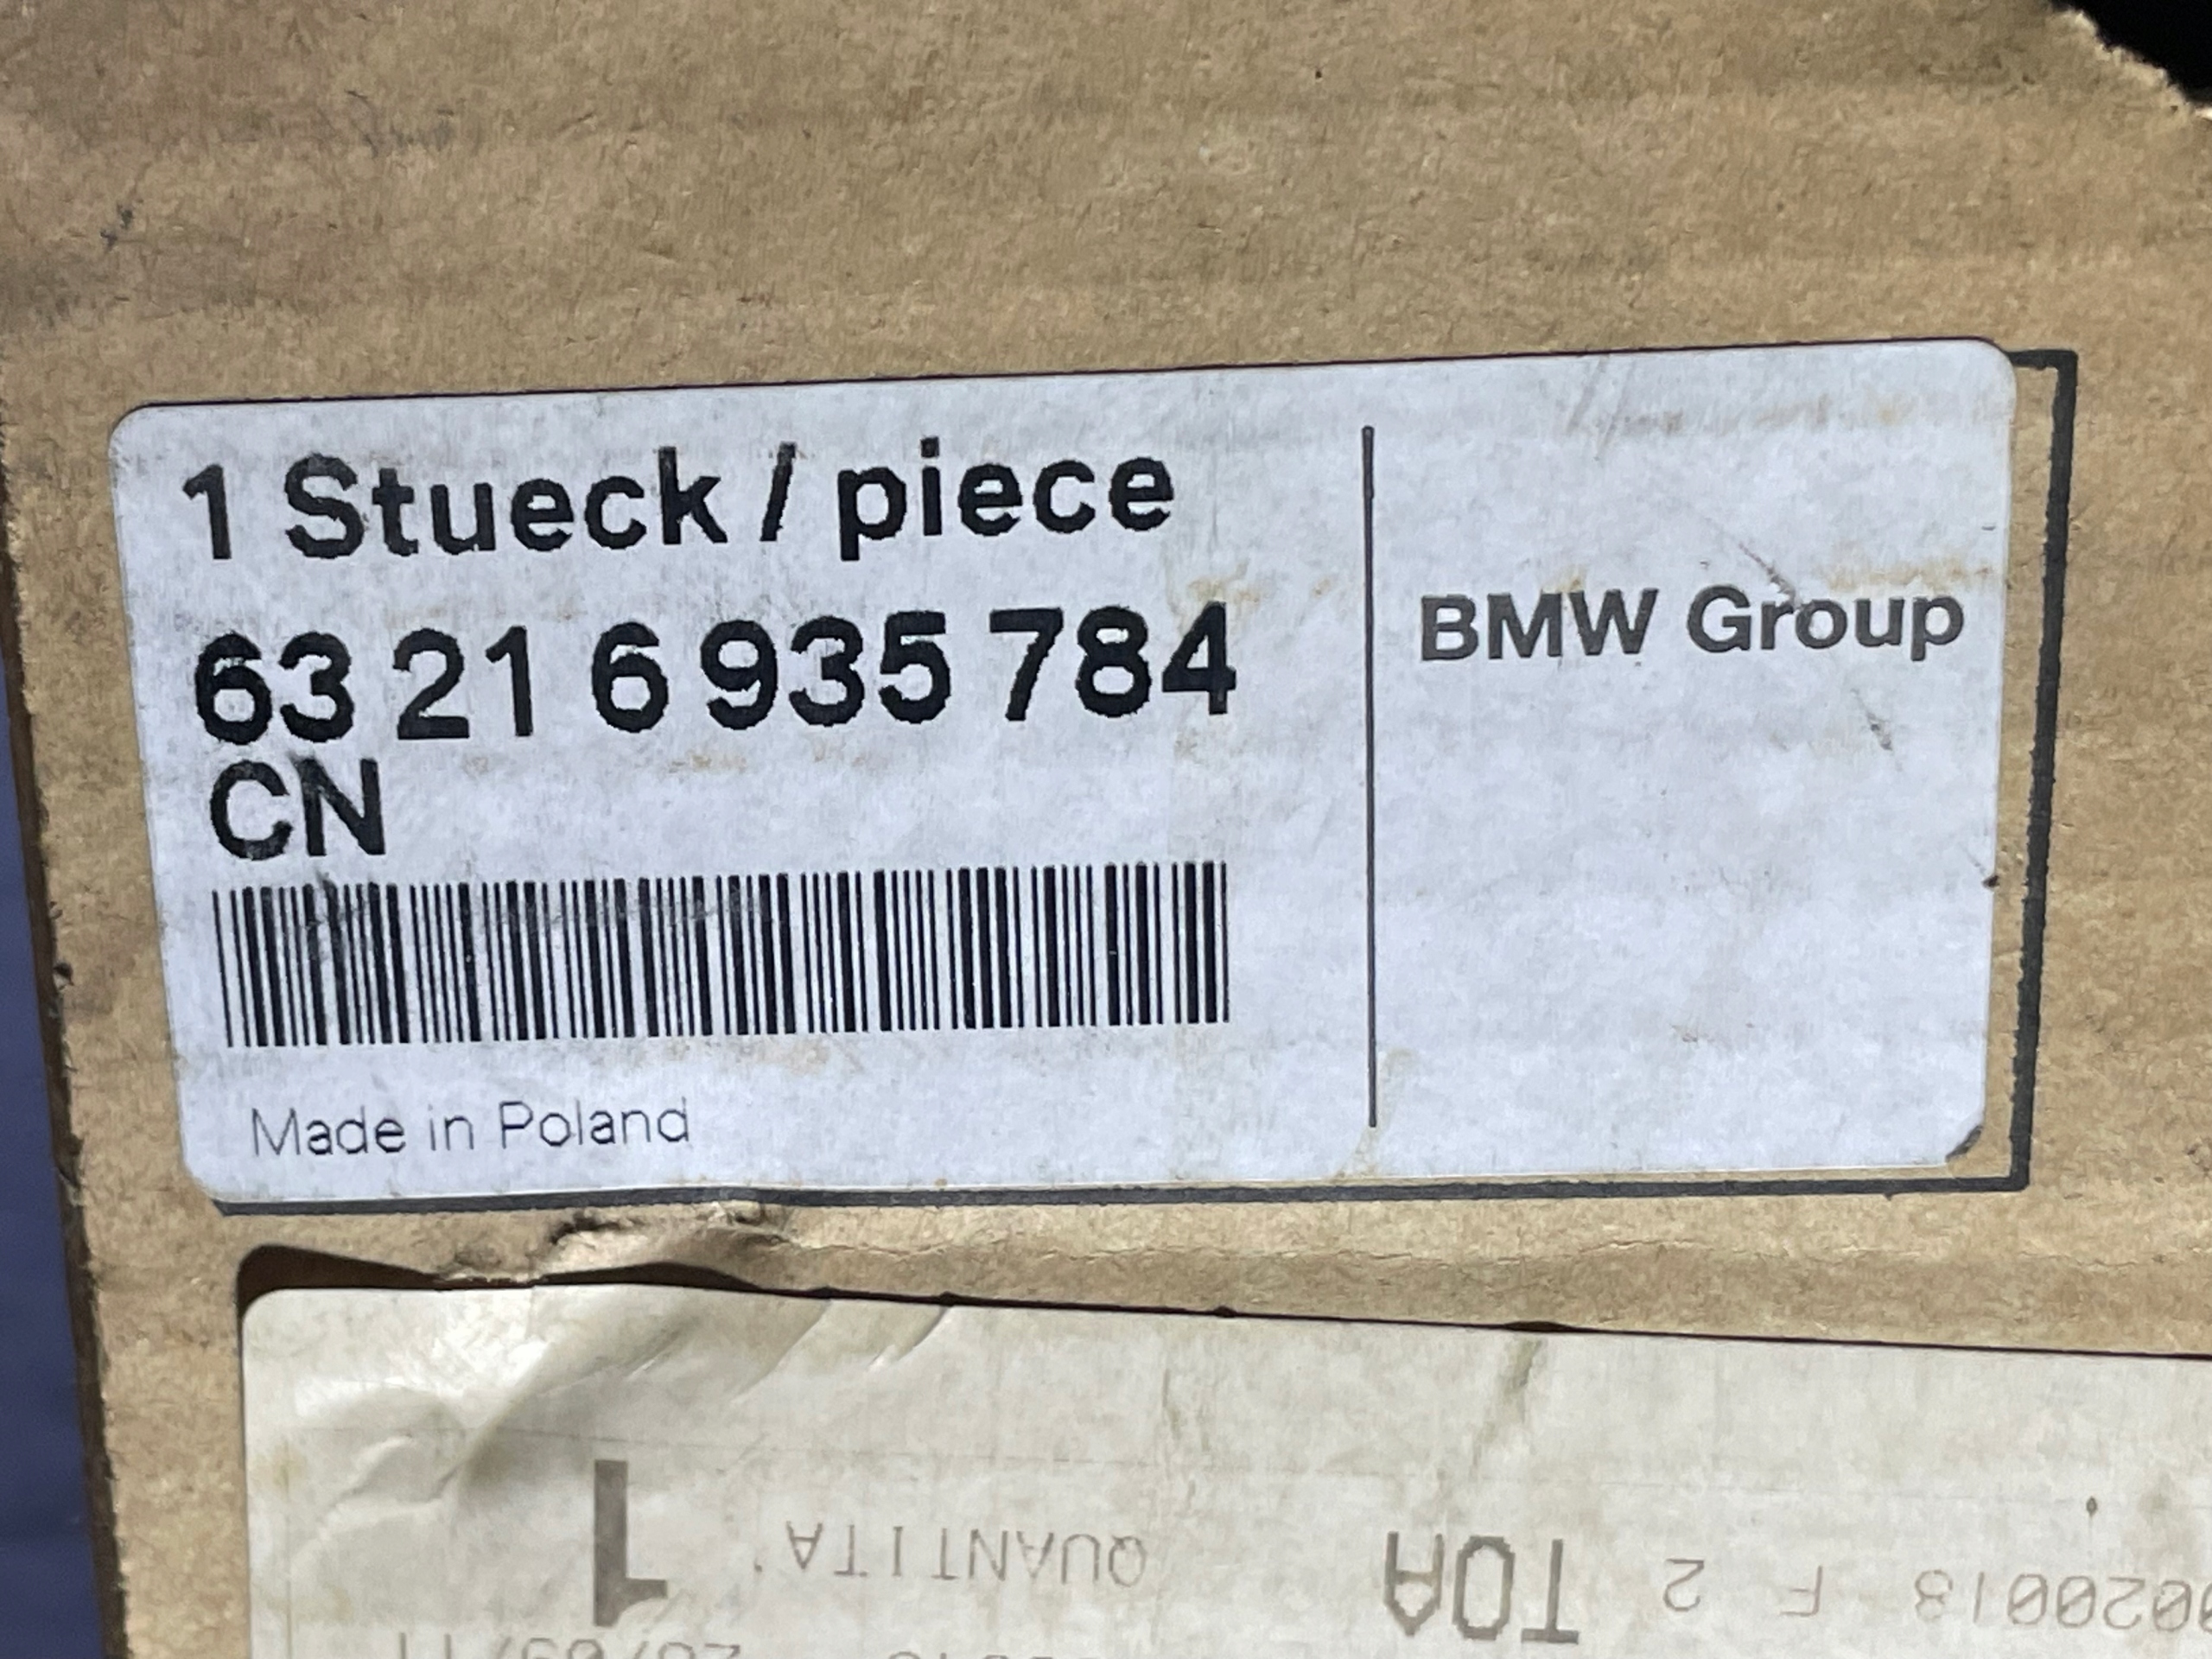 1 Stueck / piece
63 21 6 935 784
CN
BMW Group
Made in Poland
1 QUANTITA' TOA 2 F